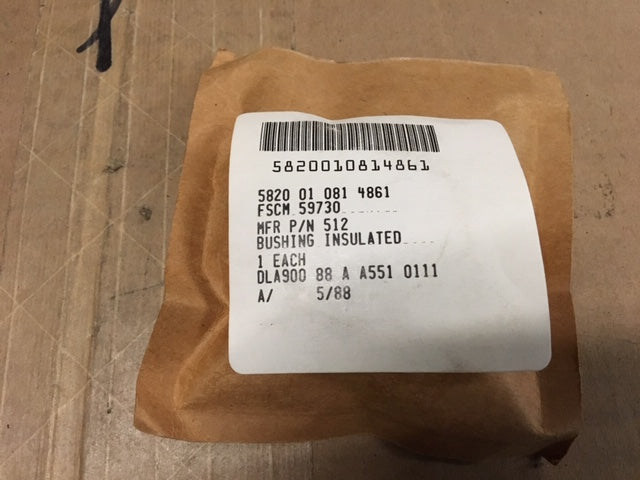 5820010814861
5820 01 081 4861
FSCM 59730
MFR P/N 512
BUSHING INSULATED
1 EACH
DLA900 88 A A551 0111
A/ 5/88